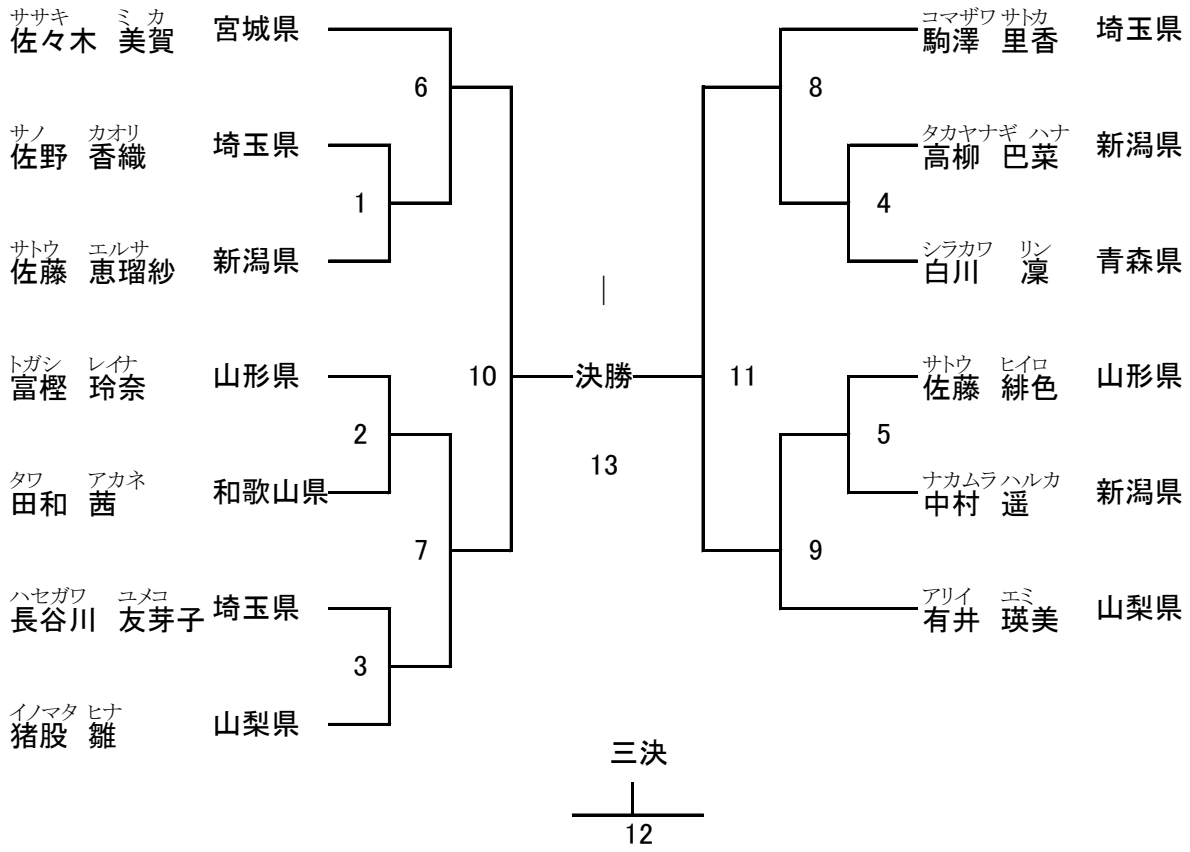 ササキ ミカ
佐々木 美賀 宮城県
6
サノ カオリ
佐野 香織 埼玉県
1
サトウ エルサ
佐藤 恵瑠紗 新潟県
トガシ レイナ
富樫 玲奈 山形県
10
2
タワ アカネ
田和 茜 和歌山県
7
ハセガワ ユメコ
長谷川 友芽子 埼玉県
3
イノマタ ヒナ
猪股 雛 山梨県
|
決勝
13
コマザワ サトカ
駒澤 里香 埼玉県
8
タカヤナギ ハナ
高柳 巴菜 新潟県
4
シラカワ リン
白川 凜 青森県
11
サトウ ヒイロ
佐藤 緋色 山形県
5
ナカムラ ハルカ
中村 遥 新潟県
9
アリイ エミ
有井 瑛美 山梨県
三決
12